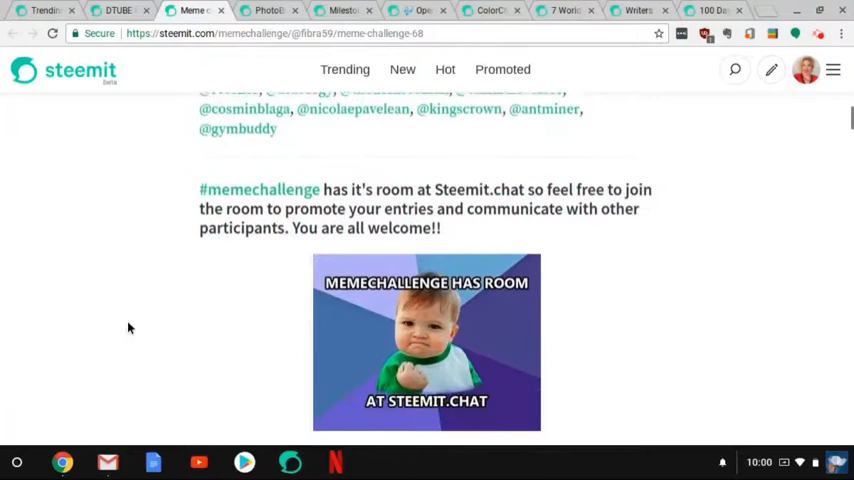 Trending
DTUBE F
Meme c
PhotoB
Milesto
Ope
ColorC
7 World
Writers
100 Da
Secure
https://steemit.com/memechallenge/@fibra59/meme-challenge-68
steemit
beta
Trending New Hot Promoted
@cosminblaga, @nicolaepavelean, @kingscrown, @antminer,
@gymbuddy
#memechallenge has it's room at Steemit.chat so feel free to join
the room to promote your entries and communicate with other
participants. You are all welcome!!
MEMECHALLENGE HAS ROOM
AT STEEMIT.CHAT
10:00